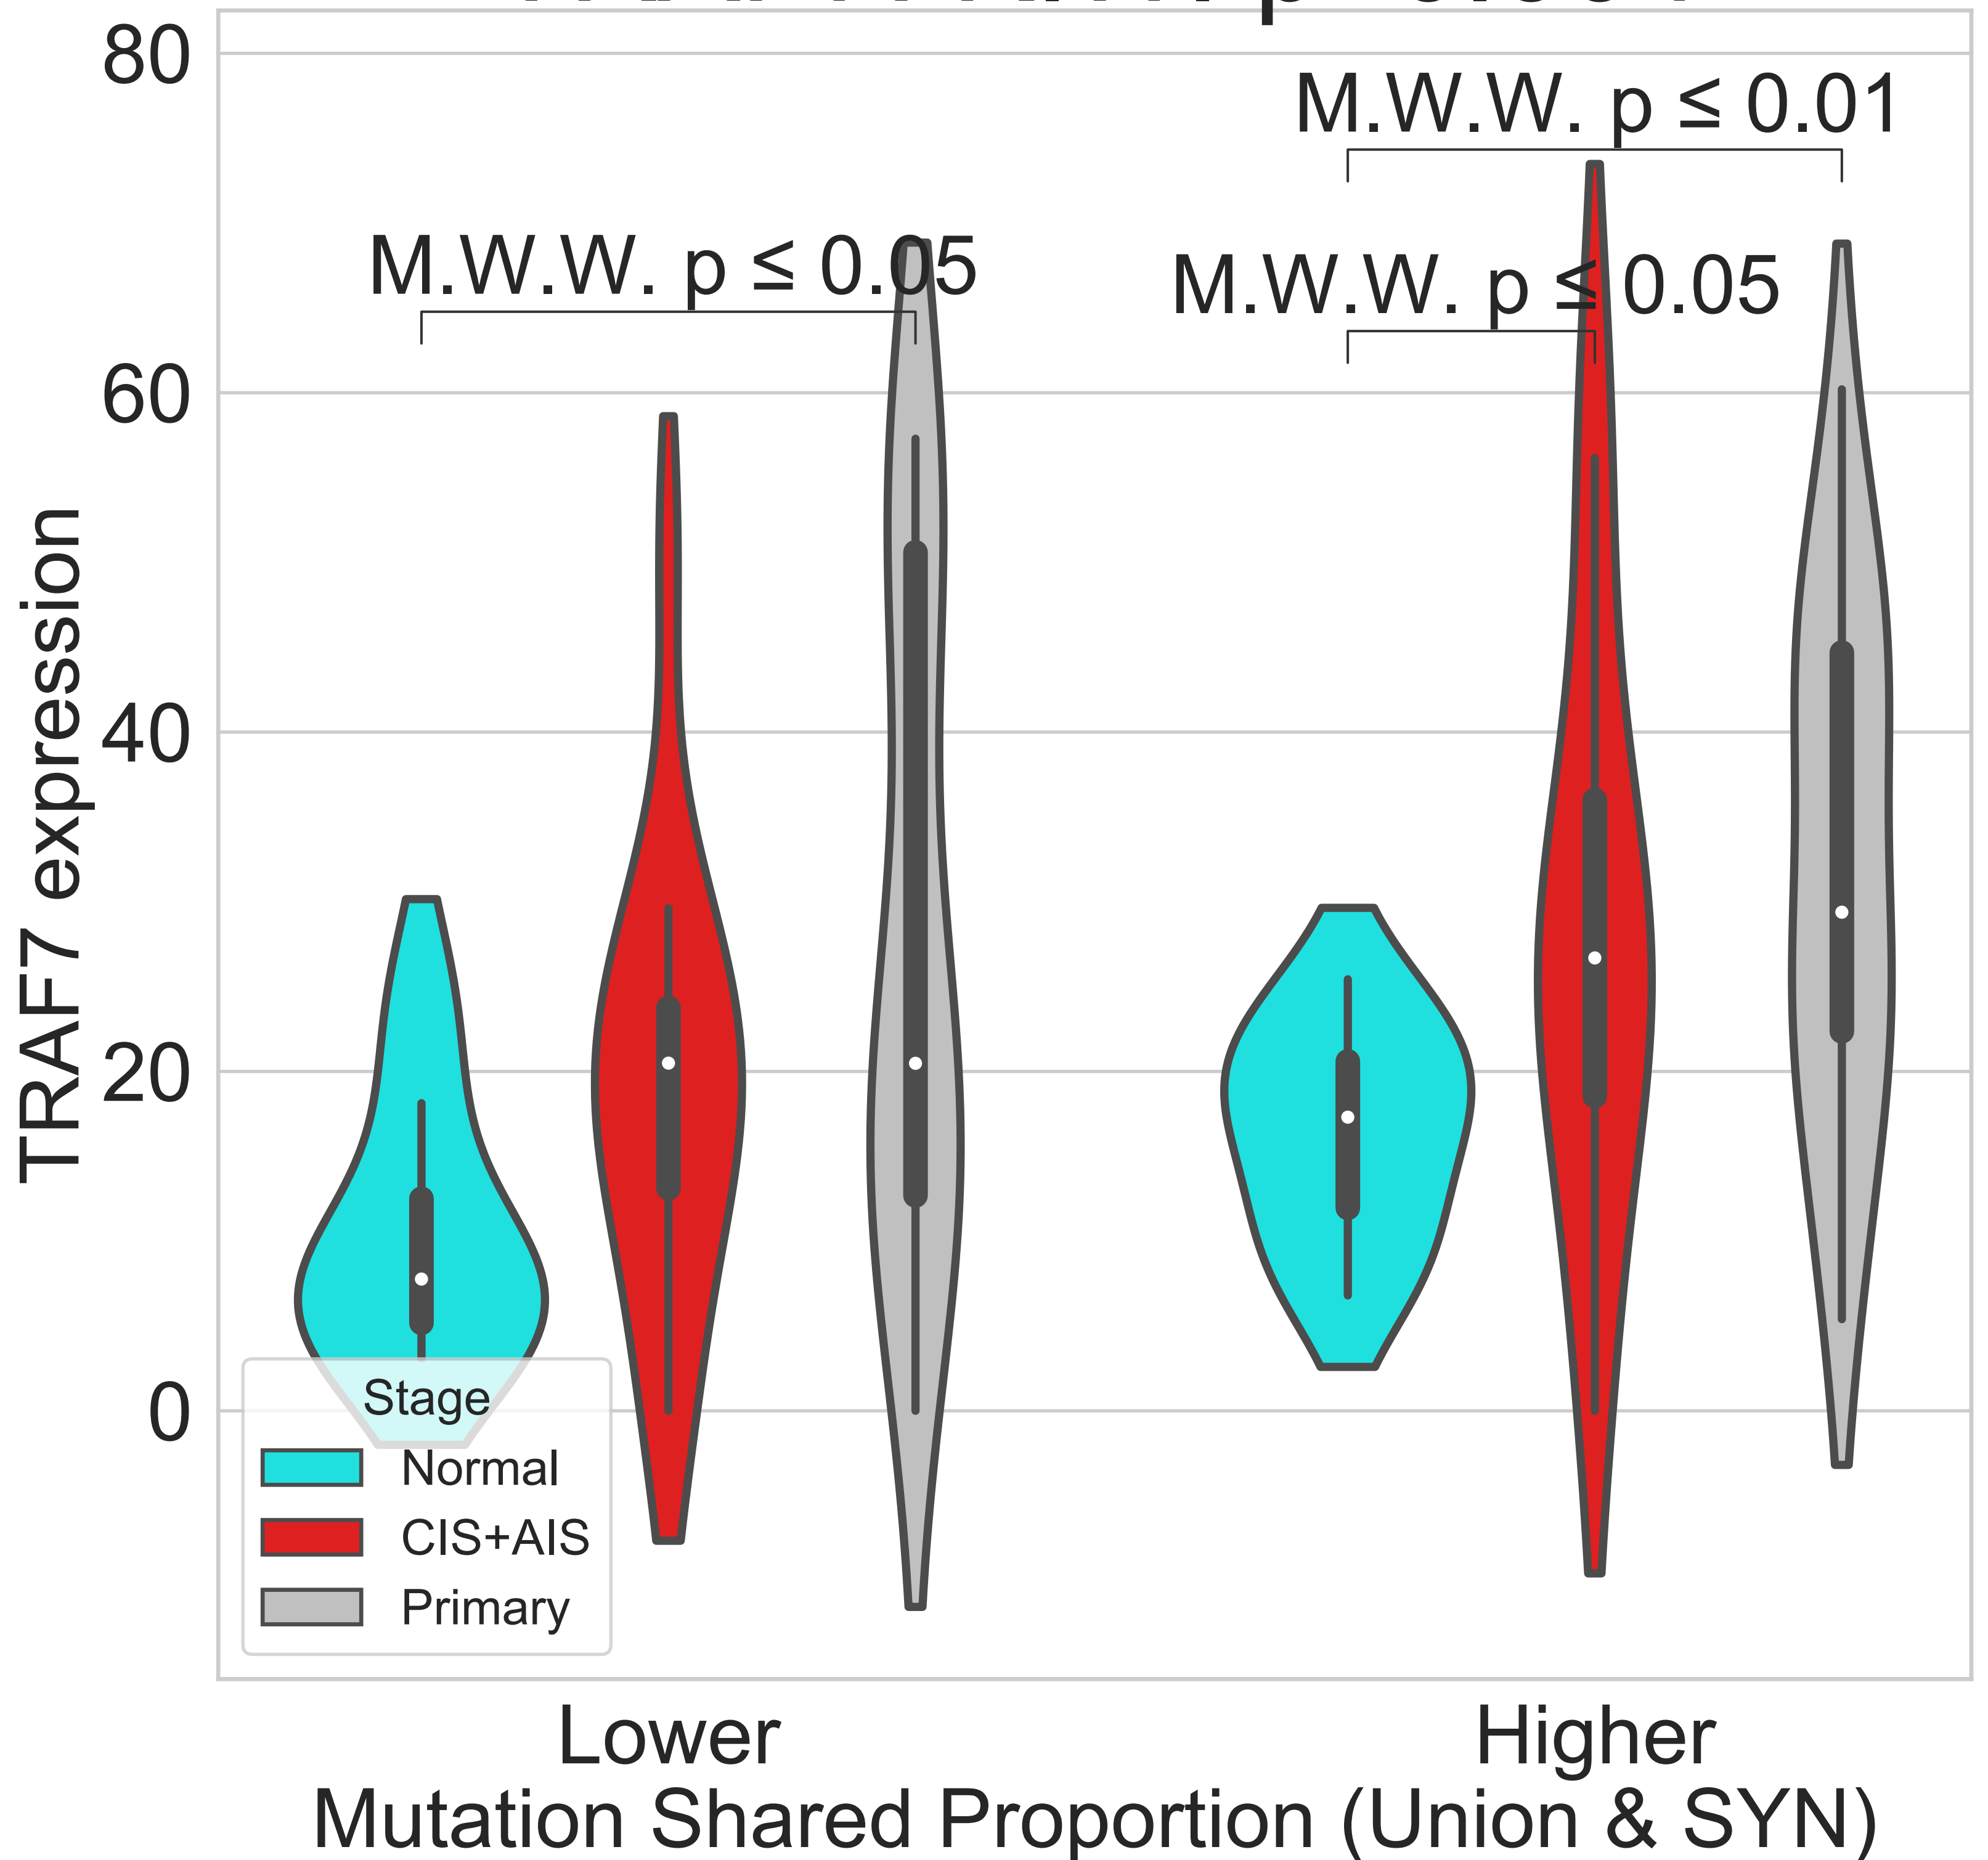 80
M.W.W. p ≤ 0.01
M.W.W. p ≤ 0.05
M.W.W. p ≤ 0.05
60
40
20
0
TRAF7 expression
Stage
Normal
CIS+AIS
Primary
Lower
Higher
Mutation Shared Proportion (Union & SYN)